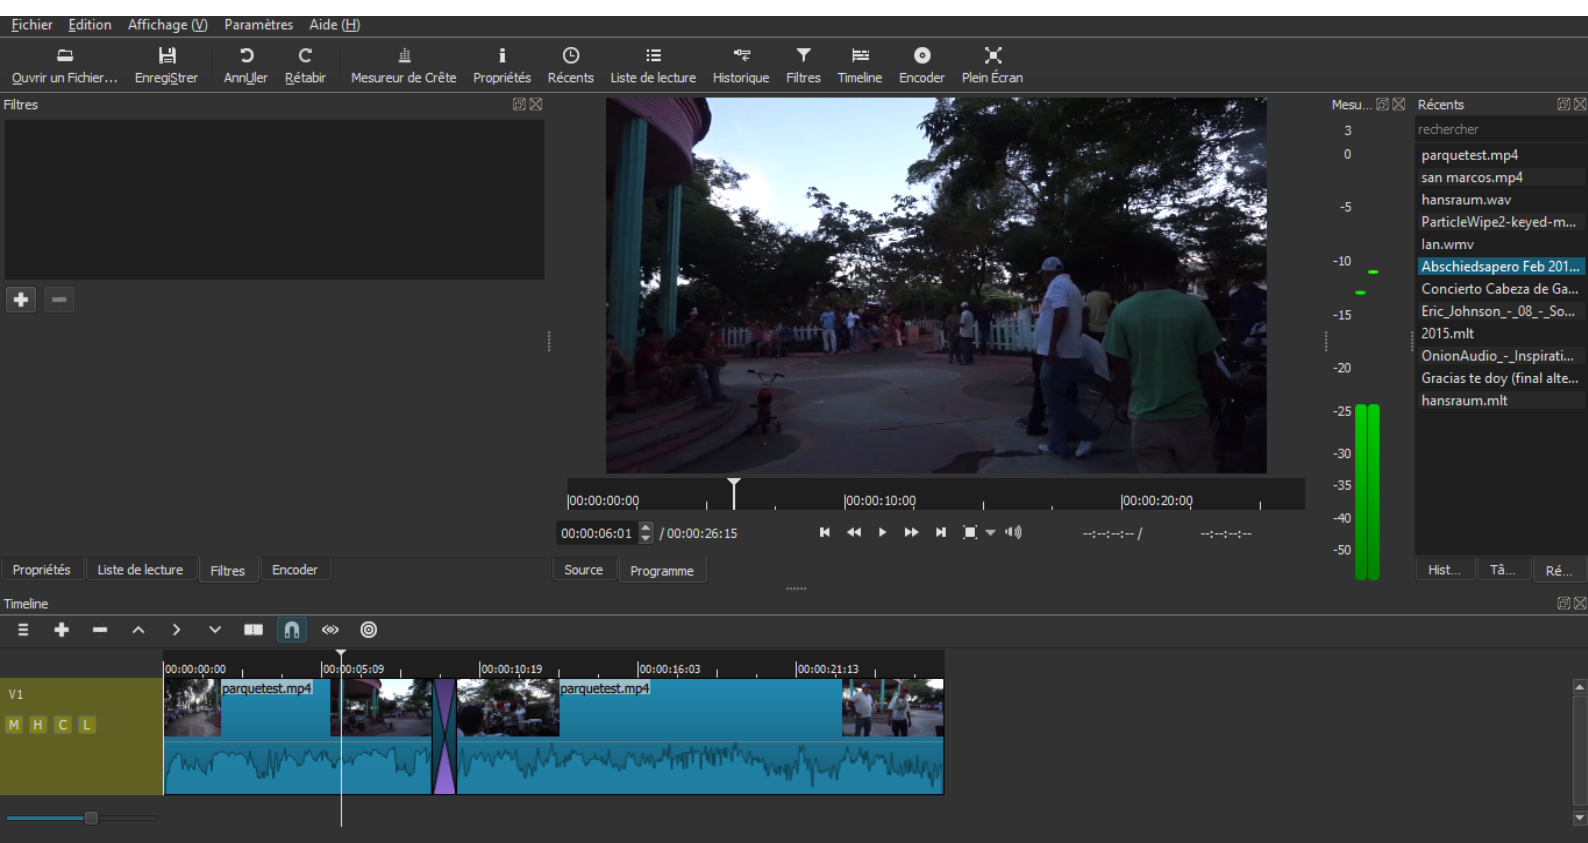 Fichier Edition Affichage (V) Paramètres Aide (H)
Ouvrir un Fichier... EnregiStrer AnnUler Rétabir Mesureur de Crête Propriétés Récents Liste de lecture Historique Filtres Timeline Encoder Plein Écran
Filtres
Mesu...
Récents
rechercher
3
0
-5
-10
-15
-20
-25
-30
-35
-40
-50
parquetest.mp4
san marcos.mp4
hansraum.wav
ParticleWipe2-keyed-m...
lan.wmv
Abschiedsapero Feb 201...
Concierto Cabeza de Ga...
Eric_Johnson_-_08_-_So...
2015.mlt
OnionAudio_-_Inspirati...
Gracias te doy (final alte...
hansraum.mlt
00:00:00:00 00:00:10:00 00:00:20:00
00:00:06:01 / 00:00:26:15 --:--:--:-- / --:--:--:--
Propriétés Liste de lecture Filtres Encoder
Source Programme
Hist... Tâ... Ré...
Timeline
00:00:00:00 00:00:05:09 00:00:10:19 00:00:16:03 00:00:21:13
V1
M H C L
parquetest.mp4 parquetest.mp4